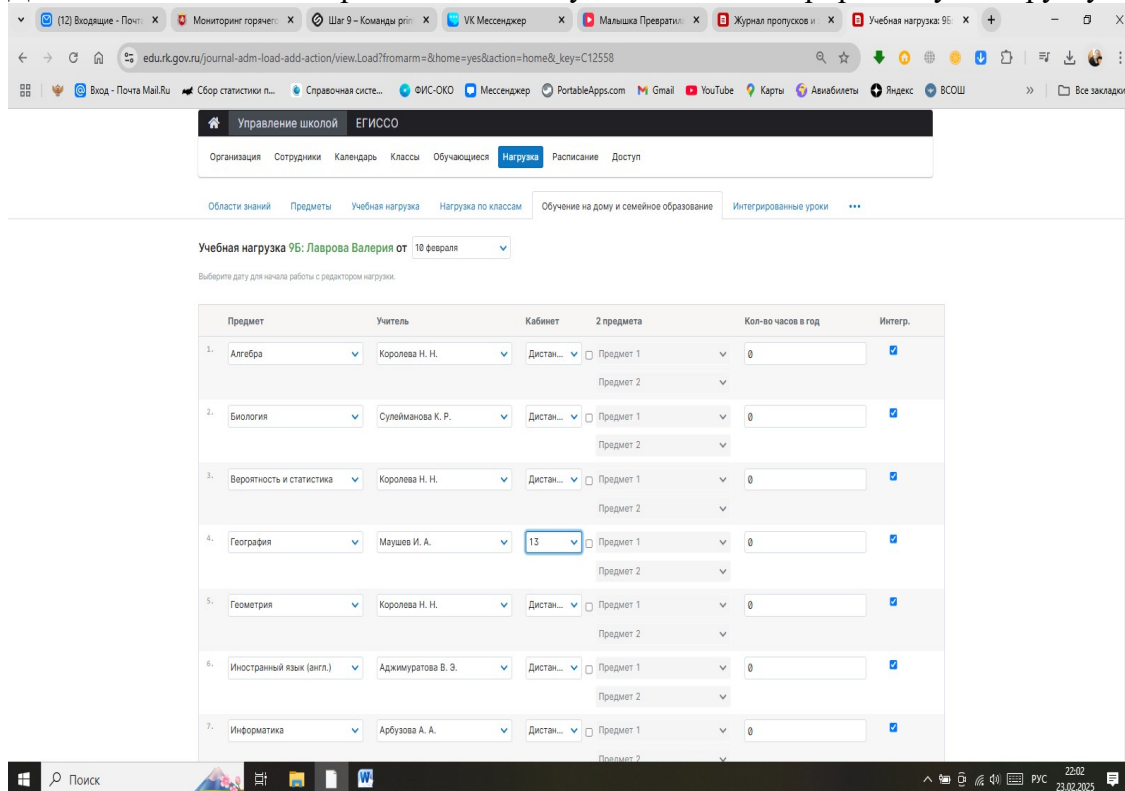 (12) Входящие - Почт
Мониторинг горячего
Шаг 9 – Команды prin
VK Мессенджер
Малышка Превратил
Журнал пропусков и
Учебная нагрузка: 9Б
edu.rk.gov.ru/journal-adm-load-add-action/view.Load?fromarm=&home=yes&action=home&_key=C12558
Вход - Почта Mail.Ru
Сбор статистики п...
Справочная систе...
ФИС-ОКО
Мессенджер
PortableApps.com
Gmail
YouTube
Карты
Авиабилеты
Яндекс
ВСОШ
»
Все закладки
Управление школой ЕГИССО
Организация Сотрудники Календарь Классы Обучающиеся Нагрузка Расписание Доступ
Области знаний Предметы Учебная нагрузка Нагрузка по классам Обучение на дому и семейное образование Интегрированные уроки •••
Учебная нагрузка 9Б: Лаврова Валерия от 10 февраля
Выберите дату для начала работы с редактором нагрузки.
Предмет Учитель Кабинет 2 предмета Кол-во часов в год Интегр.
1. Алгебра Королева Н. Н. Дистан... Предмет 1 0
Предмет 2
2. Биология Сулейманова К. Р. Дистан... Предмет 1 0
Предмет 2
3. Вероятность и статистика Королева Н. Н. Дистан... Предмет 1 0
Предмет 2
4. География Маушев И. А. 13 Предмет 1 0
Предмет 2
5. Геометрия Королева Н. Н. Дистан... Предмет 1 0
Предмет 2
6. Иностранный язык (англ.) Аджимуратова В. Э. Дистан... Предмет 1 0
Предмет 2
7. Информатика Арбузова А. А. Дистан... Предмет 1 0
Предмет 2
Поиск
РУС
22:02
23.02.2025